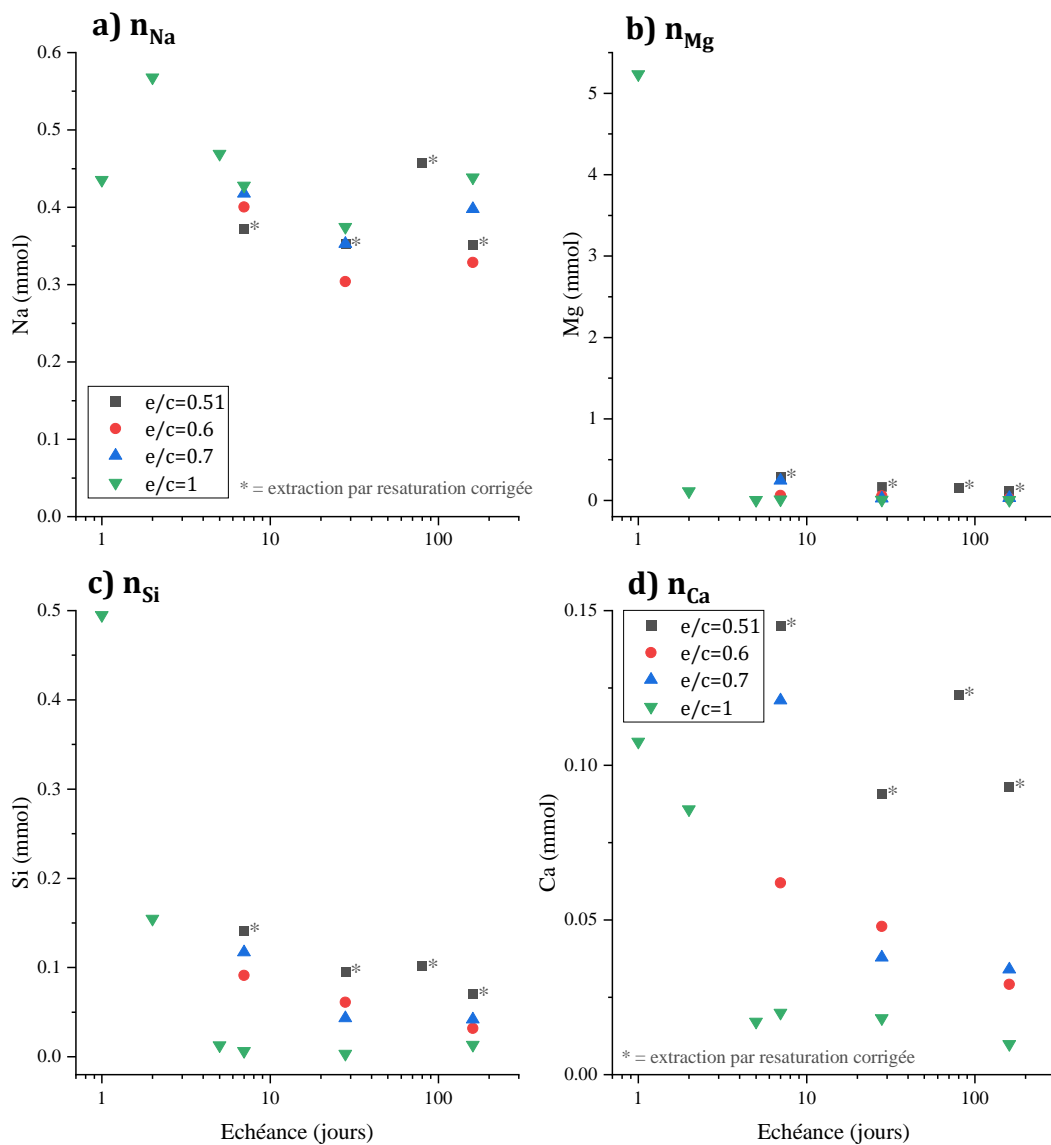 a) nNa
Na (mmol)
0.6
0.5
0.4
0.3
0.2
0.1
0.0
*
*
*
*
e/c=0.51
e/c=0.6
e/c=0.7
e/c=1
* = extraction par resaturation corrigée
1 10 100
b) nMg
Mg (mmol)
5
4
3
2
1
0
* * * *
1 10 100
c) nSi
Si (mmol)
0.5
0.4
0.3
0.2
0.1
0.0
*
*
*
*
1 10 100
Echéance (jours)
d) nCa
Ca (mmol)
0.15
0.10
0.05
0.00
e/c=0.51
e/c=0.6
e/c=0.7
e/c=1
*
*
*
*
* = extraction par resaturation corrigée
1 10 100
Echéance (jours)